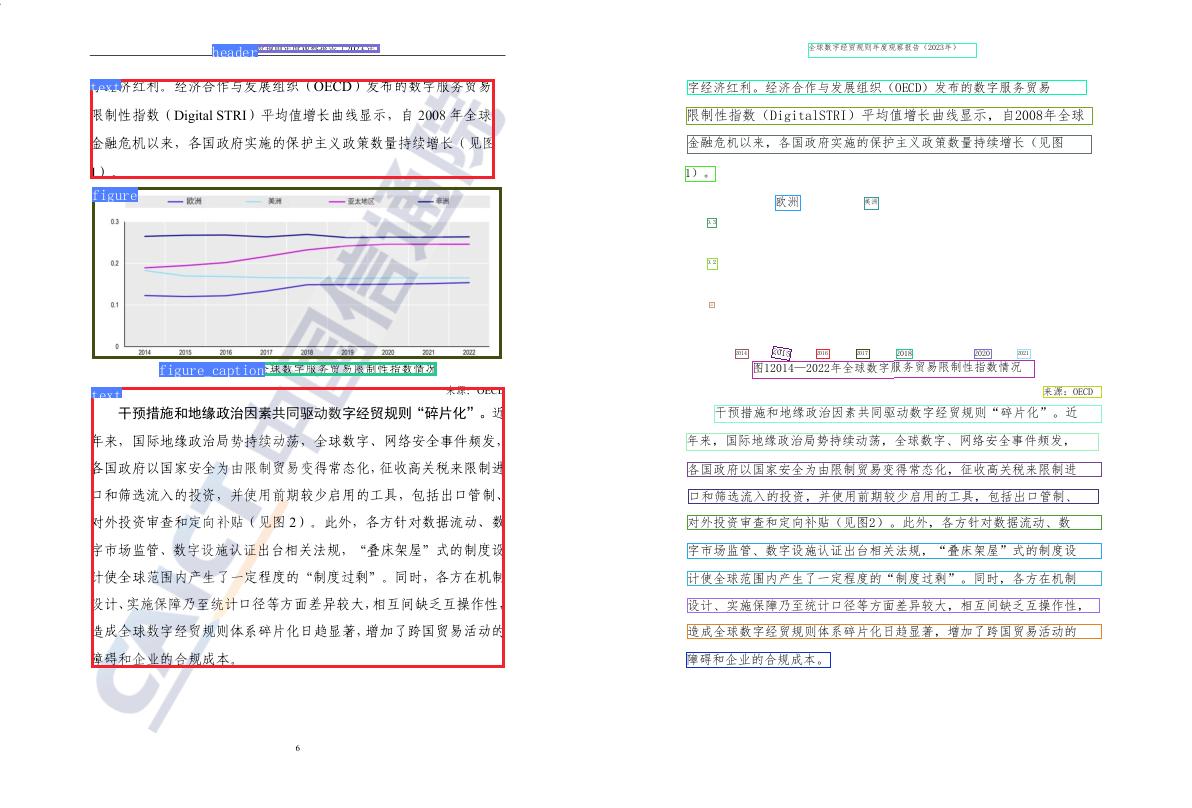 header
text
济红利。经济合作与发展组织（OECD）发布的数字服务贸易
限制性指数（Digital STRI）平均值增长曲线显示，自 2008 年全球
金融危机以来，各国政府实施的保护主义政策数量持续增长（见图
1）。
figure
欧洲 美洲 亚太地区 非洲
0.3
0.2
0.1
0
2014 2015 2016 2017 2018 2019 2020 2021 2022
figure caption
全球数字服务贸易限制性指数情况
来源：OECD
text
干预措施和地缘政治因素共同驱动数字经贸规则“碎片化”。近
年来，国际地缘政治局势持续动荡，全球数字、网络安全事件频发，
各国政府以国家安全为由限制贸易变得常态化，征收高关税来限制进
口和筛选流入的投资，并使用前期较少启用的工具，包括出口管制、
对外投资审查和定向补贴（见图 2）。此外，各方针对数据流动、数
字市场监管、数字设施认证出台相关法规，“叠床架屋”式的制度设
计使全球范围内产生了一定程度的“制度过剩”。同时，各方在机制
设计、实施保障乃至统计口径等方面差异较大，相互间缺乏互操作性，
造成全球数字经贸规则体系碎片化日趋显著，增加了跨国贸易活动的
障碍和企业的合规成本。
6
CAICT 中国信通院
全球数字经贸规则年度观察报告（2023年）
字经济红利。经济合作与发展组织（OECD）发布的数字服务贸易
限制性指数（DigitalSTRI）平均值增长曲线显示，自2008年全球
金融危机以来，各国政府实施的保护主义政策数量持续增长（见图
1）。
欧洲 美洲
2014 2015 2016 2017 2018 2020 2021
图12014—2022年全球数字服务贸易限制性指数情况
来源：OECD
干预措施和地缘政治因素共同驱动数字经贸规则“碎片化”。近
年来，国际地缘政治局势持续动荡，全球数字、网络安全事件频发，
各国政府以国家安全为由限制贸易变得常态化，征收高关税来限制进
口和筛选流入的投资，并使用前期较少启用的工具，包括出口管制、
对外投资审查和定向补贴（见图2）。此外，各方针对数据流动、数
字市场监管、数字设施认证出台相关法规，“叠床架屋”式的制度设
计使全球范围内产生了一定程度的“制度过剩”。同时，各方在机制
设计、实施保障乃至统计口径等方面差异较大，相互间缺乏互操作性，
造成全球数字经贸规则体系碎片化日趋显著，增加了跨国贸易活动的
障碍和企业的合规成本。